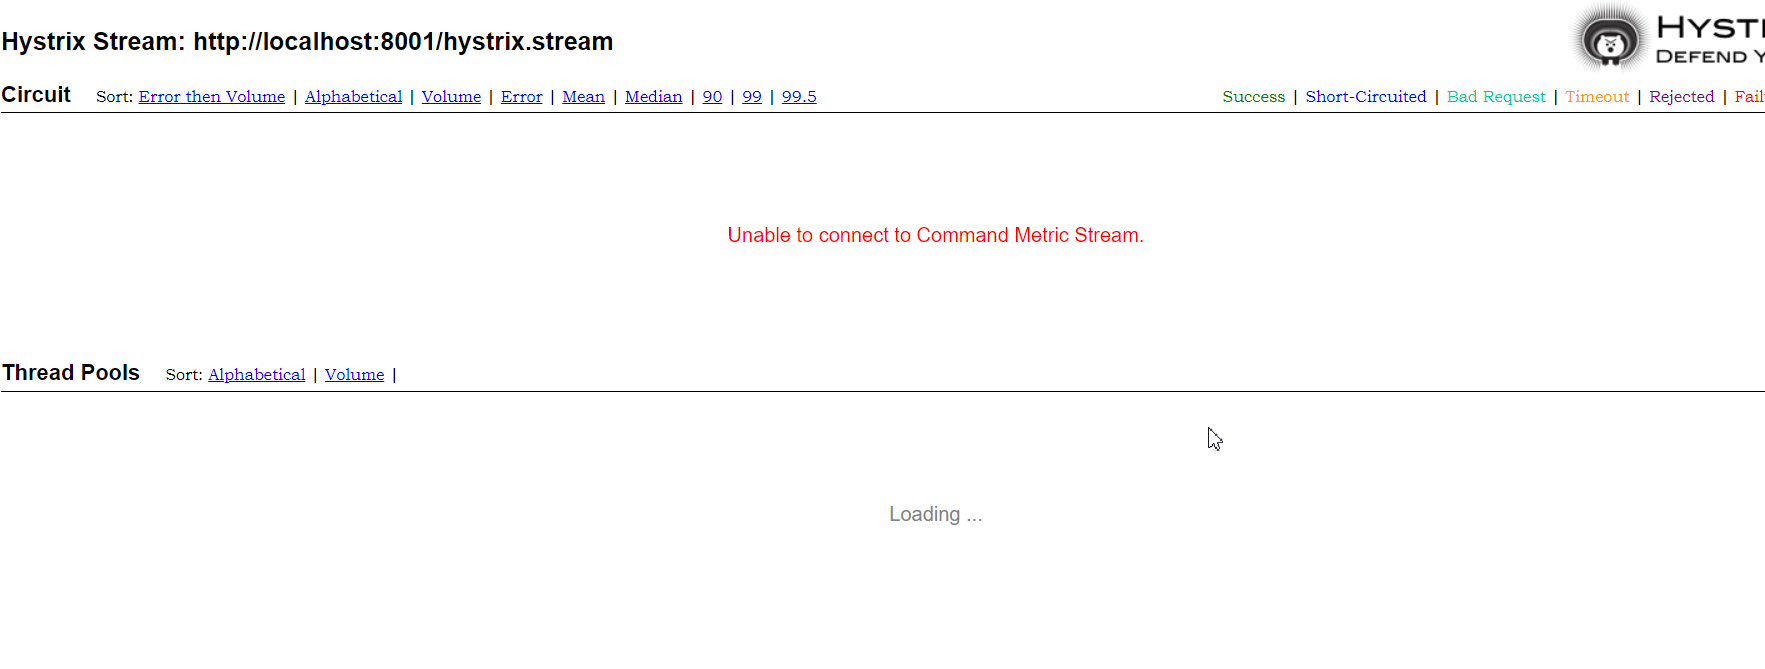 Hystrix Stream: http://localhost:8001/hystrix.stream
HYST
DEFEND Y
Circuit Sort: Error then Volume | Alphabetical | Volume | Error | Mean | Median | 90 | 99 | 99.5 Success | Short-Circuited | Bad Request | Timeout | Rejected | Fail
Unable to connect to Command Metric Stream.
Thread Pools Sort: Alphabetical | Volume |
Loading ...